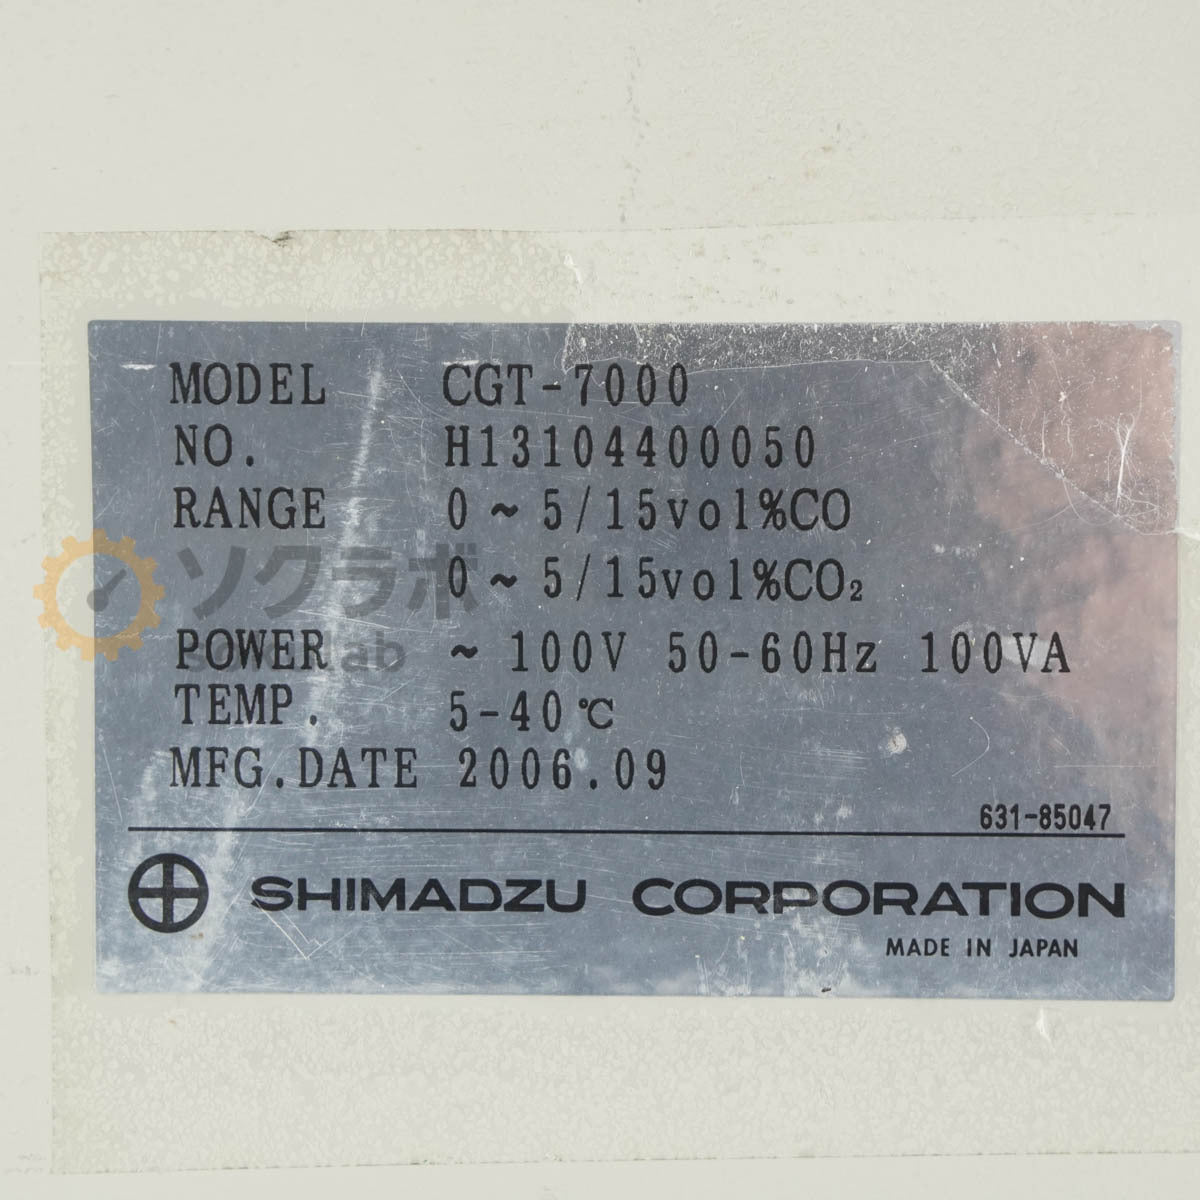 MODEL CGT-7000
NO. H13104400050
RANGE 0 ~ 5/15vol%CO
0 ~ 5/15vol%CO₂
ソクラボ
POWER ~ 100V 50-60Hz 100VA
TEMP. 5-40℃
MFG.DATE 2006.09
631-85047
SHIMADZU CORPORATION
MADE IN JAPAN